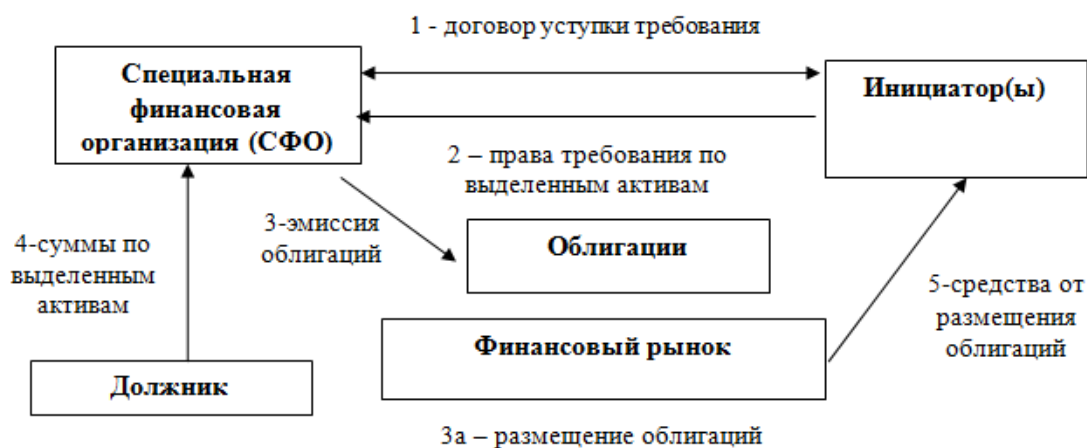 1 - договор уступки требования
Специальная
финансовая
организация (СФО)
Инициатор(ы)
2 – права требования по
выделенным активам
3-эмиссия
облигаций
Облигации
4-суммы по
выделенным
активам
5-средства от
размещения
облигаций
Финансовый рынок
Должник
3а – размещение облигаций